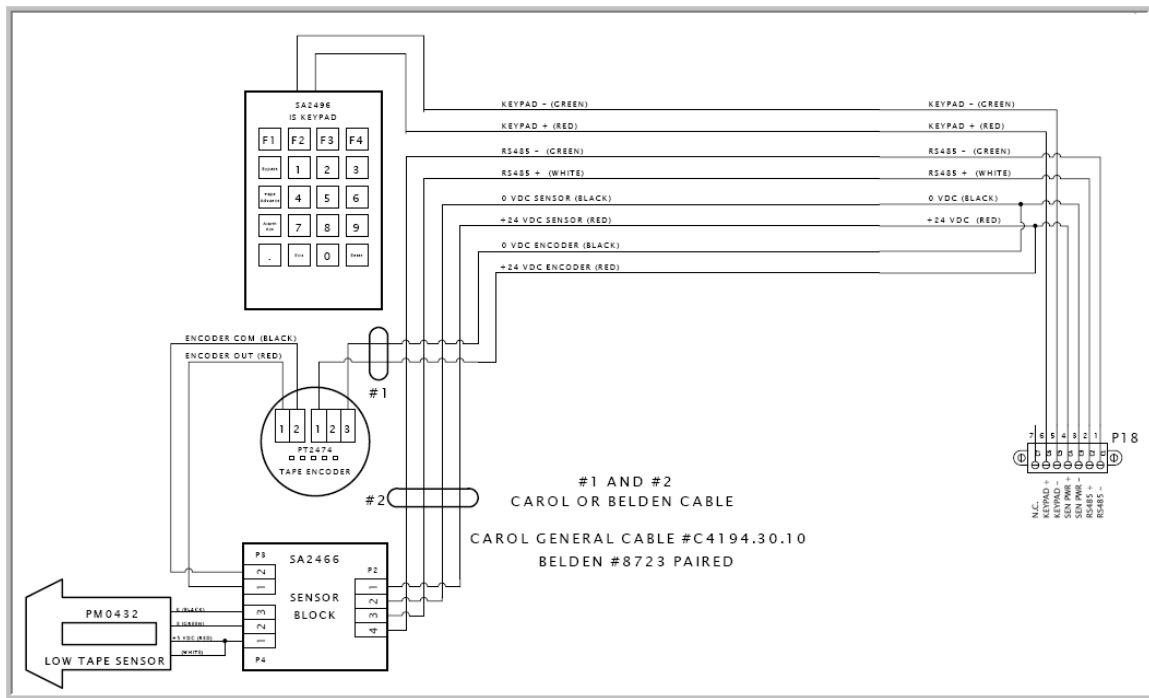 SA2496
IS KEYPAD
F1 F2 F3 F4
Bypass 1 2 3
Tape Advance 4 5 6
7 8 9
. 0
KEYPAD - (GREEN)
KEYPAD + (RED)
RS485 - (GREEN)
RS485 + (WHITE)
0 VDC SENSOR (BLACK)
+24 VDC SENSOR (RED)
0 VDC ENCODER (BLACK)
+24 VDC ENCODER (RED)
KEYPAD - (GREEN)
KEYPAD + (RED)
RS485 - (GREEN)
RS485 + (WHITE)
0 VDC (BLACK)
+24 VDC (RED)
ENCODER COM (BLACK)
ENCODER OUT (RED)
#1
1 2 1 2 3
PT2474
TAPE ENCODER
7 6 5 4 3 2 1
P18
N.C.
KEYPAD +
KEYPAD -
SEN PWR +
SEN PWR -
RS485 +
RS485 -
#2
#1 AND #2
CAROL OR BELDEN CABLE
CAROL GENERAL CABLE #C4194.30.10
BELDEN #8723 PAIRED
P3
SA2466
P2
2
1
SENSOR
BLOCK
1
2
3
4
3
2
1
P4
PM0432
LOW TAPE SENSOR
(BLACK)
(GREEN)
+5 VDC (RED)
(WHITE)